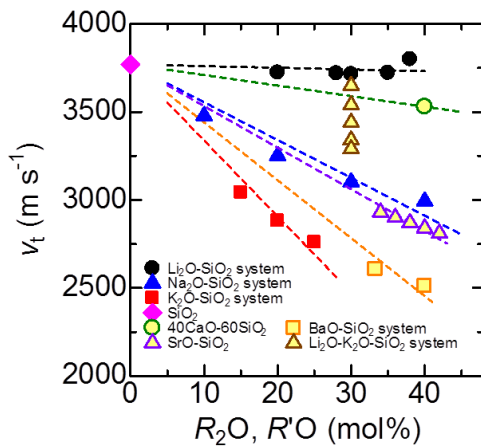 4000
3500
3000
2500
2000
0 10 20 30 40
νt (m s⁻¹)
R₂O, R'O (mol%)
Li₂O–SiO₂ system
Na₂O–SiO₂ system
K₂O–SiO₂ system
SiO₂
40CaO-60SiO₂
BaO-SiO₂ system
SrO-SiO₂
Li₂O-K₂O-SiO₂ system